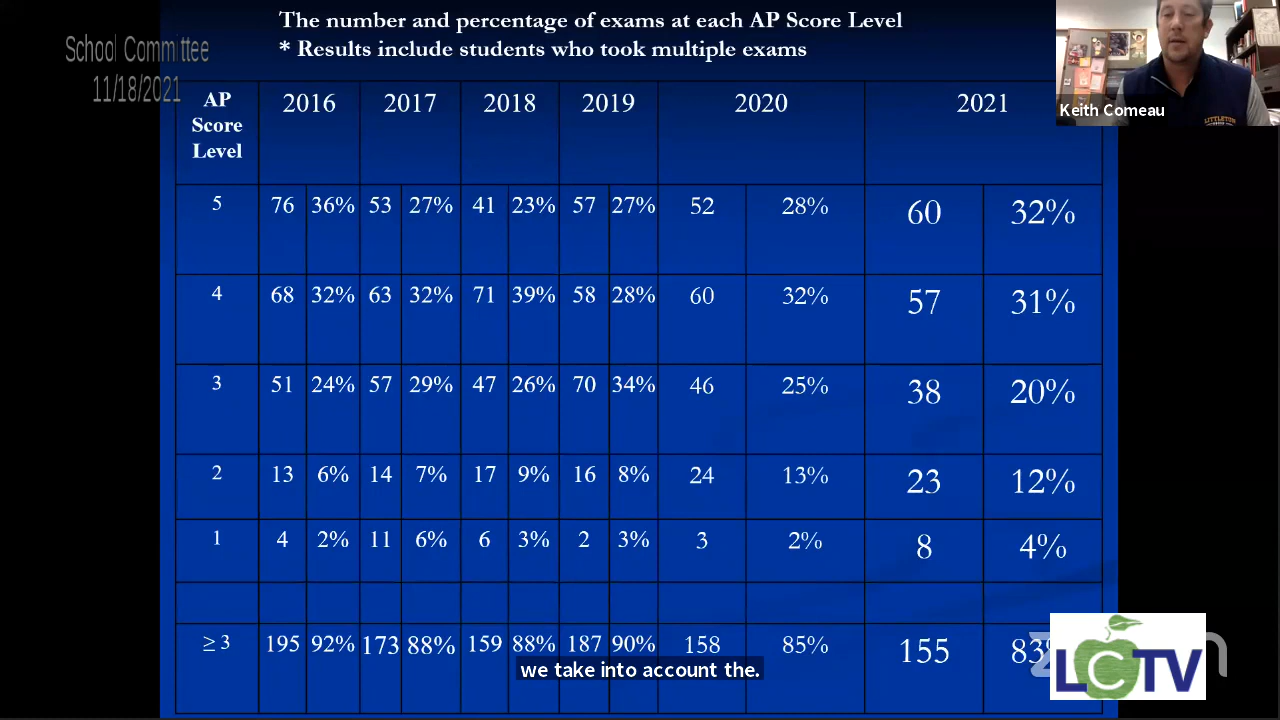 The number and percentage of exams at each AP Score Level
* Results include students who took multiple exams
School Committee
11/18/2021
Keith Comeau
LITTLETON
AP Score Level 2016 2017 2018 2019 2020 2021
5 76 36% 53 27% 41 23% 57 27% 52 28% 60 32%
4 68 32% 63 32% 71 39% 58 28% 60 32% 57 31%
3 51 24% 57 29% 47 26% 70 34% 46 25% 38 20%
2 13 6% 14 7% 17 9% 16 8% 24 13% 23 12%
1 4 2% 11 6% 6 3% 2 3% 3 2% 8 4%
≥ 3 195 92% 173 88% 159 88% 187 90% 158 85% 155
we take into account the.
LCTV